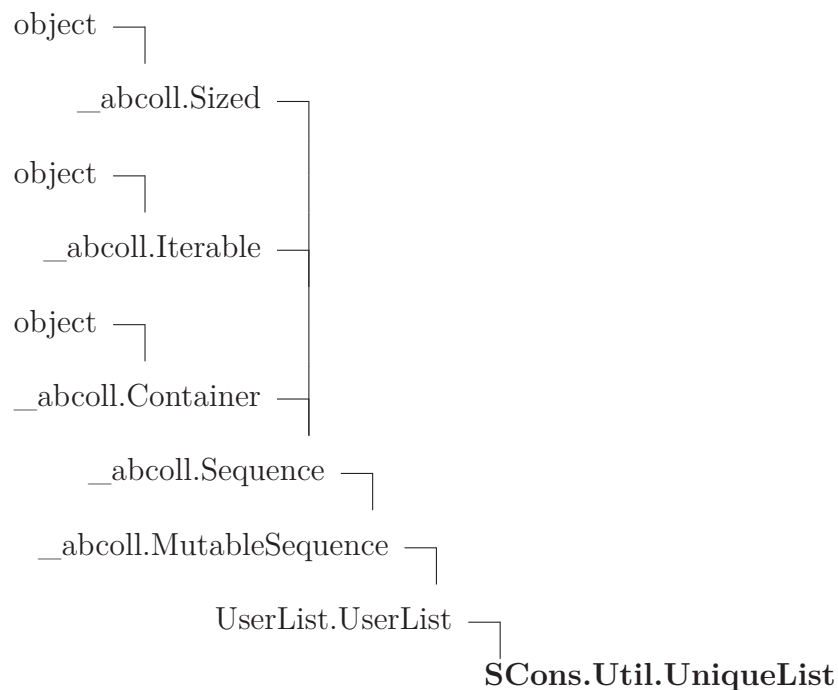 object
_abcoll.Sized
object
_abcoll.Iterable
object
_abcoll.Container
_abcoll.Sequence
_abcoll.MutableSequence
UserList.UserList
SCons.Util.UniqueList